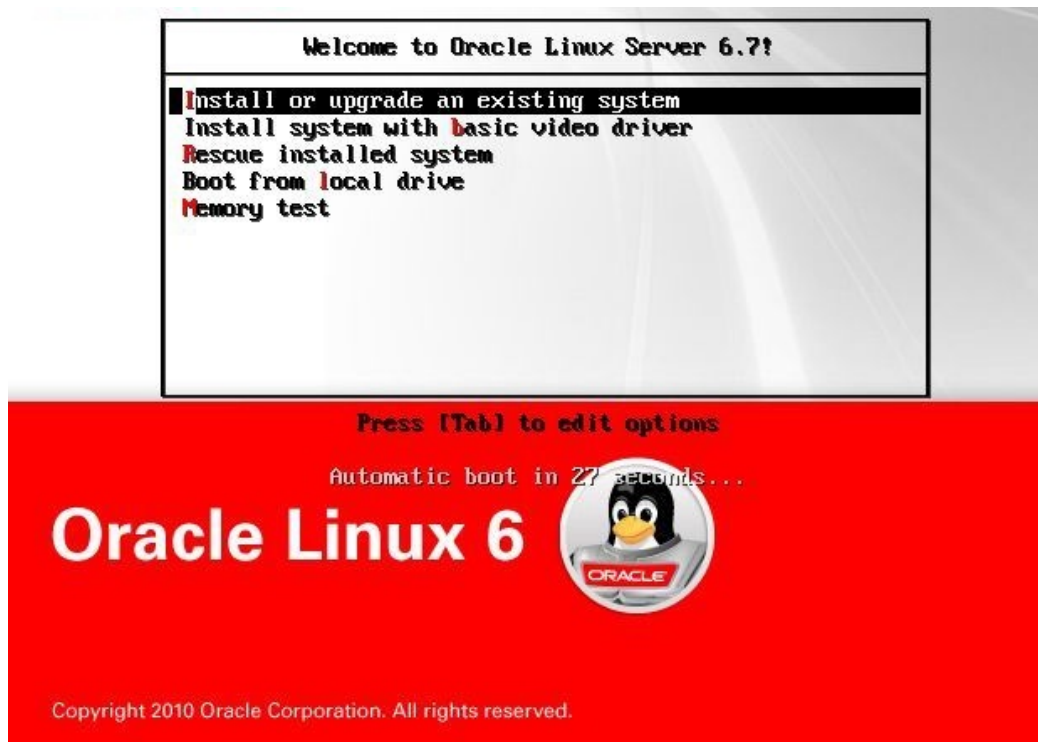 Welcome to Oracle Linux Server 6.7!
Install or upgrade an existing system
Install system with basic video driver
Rescue installed system
Boot from local drive
Memory test
Press [Tab] to edit options
Automatic boot in 27 seconds...
Oracle Linux 6
ORACLE
Copyright 2010 Oracle Corporation. All rights reserved.